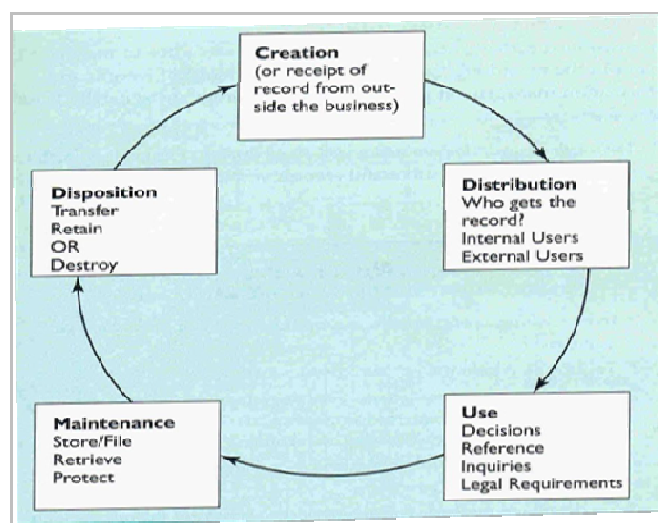 Creation
(or receipt of
record from out-
side the business)
Distribution
Who gets the
record?
Internal Users
External Users
Use
Decisions
Reference
Inquiries
Legal Requirements
Maintenance
Store/File
Retrieve
Protect
Disposition
Transfer
Retain
OR
Destroy